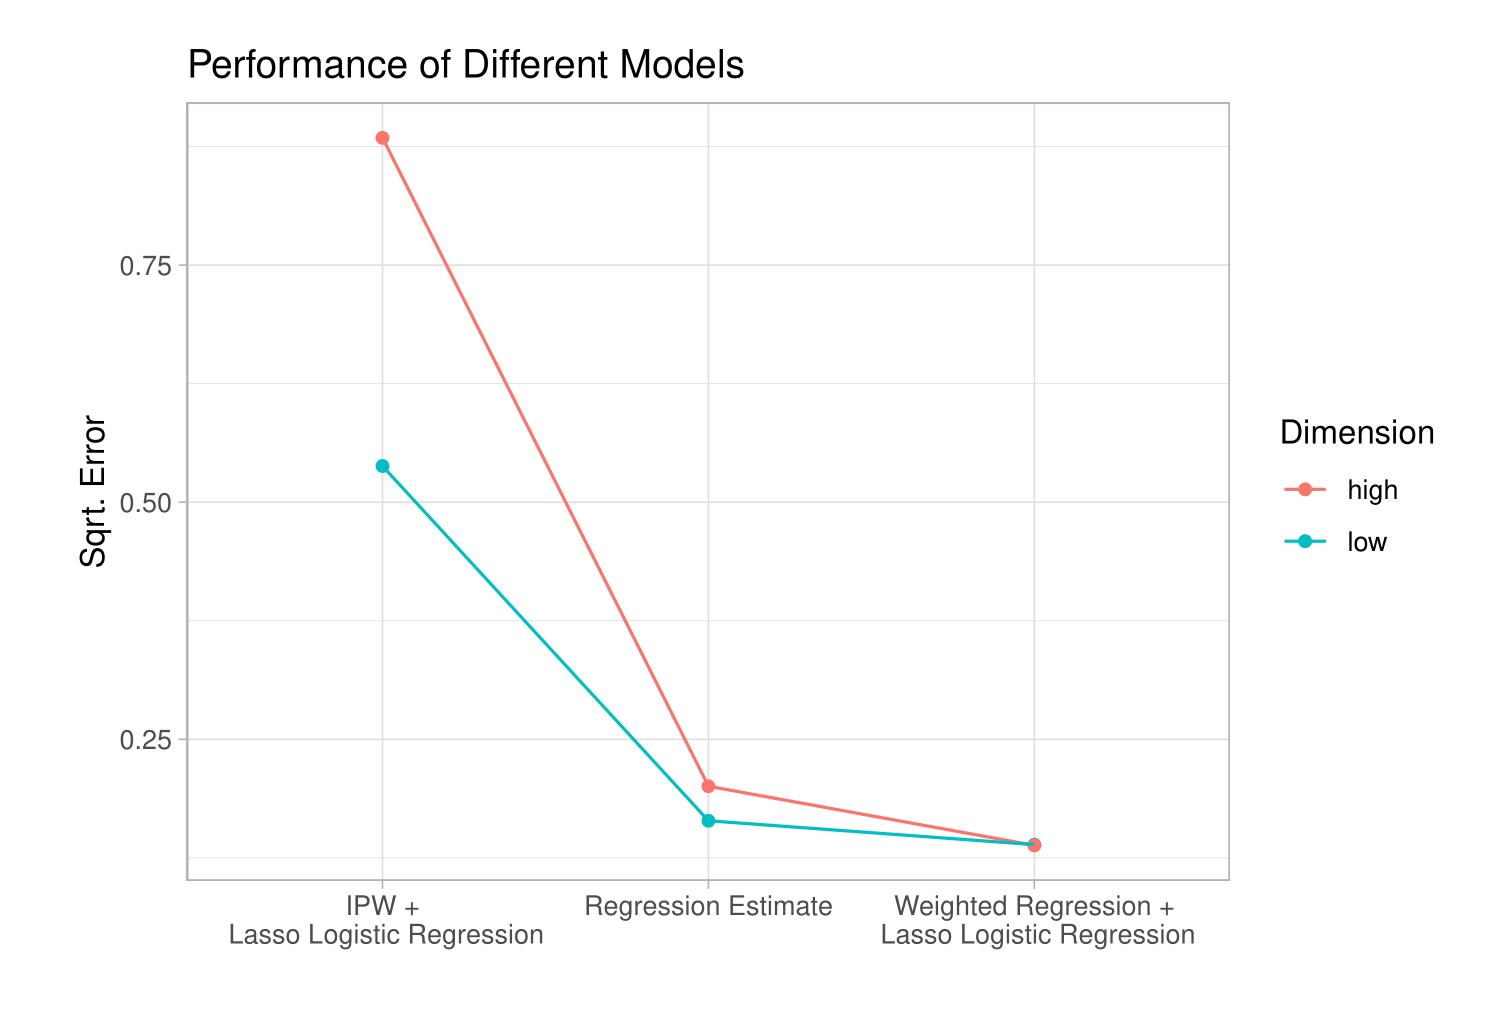 Performance of Different Models
Sqrt. Error
0.75
0.50
0.25
IPW +
Lasso Logistic Regression
Regression Estimate
Weighted Regression +
Lasso Logistic Regression
Dimension
high
low